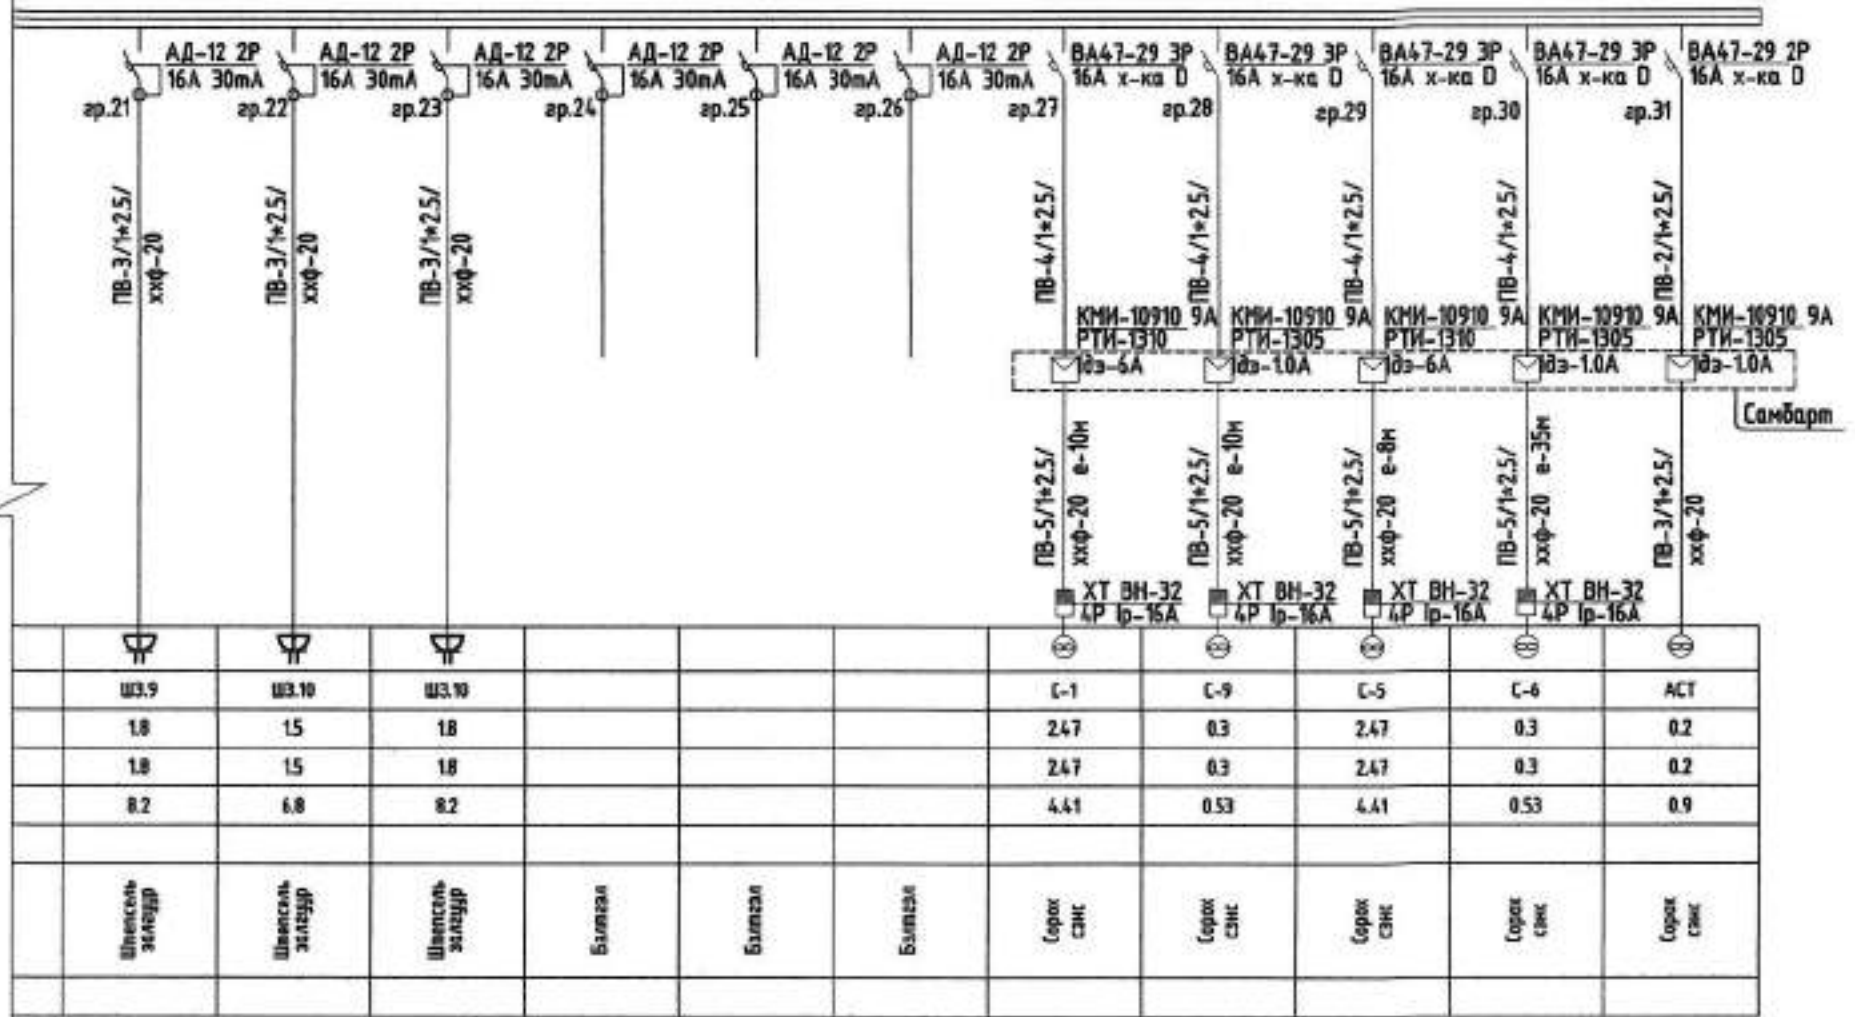 АД-12 2Р
16А 30mA
гр.21
АД-12 2Р
16А 30mA
гр.22
АД-12 2Р
16А 30mA
гр.23
АД-12 2Р
16А 30mA
гр.24
АД-12 2Р
16А 30mA
гр.25
АД-12 2Р
16А 30mA
гр.26
ВА47-29 3Р
16А х-ка D
гр.27
ВА47-29 3Р
16А х-ка D
гр.28
ВА47-29 3Р
16А х-ка D
гр.29
ВА47-29 3Р
16А х-ка D
гр.30
ВА47-29 2Р
16А х-ка D
гр.31
ПВ-3/1*2.5/
ххф-20
ПВ-3/1*2.5/
ххф-20
ПВ-3/1*2.5/
ххф-20
ПВ-4/1*2.5/
ПВ-4/1*2.5/
ПВ-4/1*2.5/
ПВ-4/1*2.5/
ПВ-2/1*2.5/
КМИ-10910 9А
РТИ-1310
Iдэ-6А
КМИ-10910 9А
РТИ-1305
Iдэ-1.0А
КМИ-10910 9А
РТИ-1310
Iдэ-6А
КМИ-10910 9А
РТИ-1305
Iдэ-1.0А
КМИ-10910 9А
РТИ-1305
Iдэ-1.0А
Самбарт
ПВ-5/1*2.5/
ххф-20 е-10м
ПВ-5/1*2.5/
ххф-20 е-10м
ПВ-5/1*2.5/
ххф-20 е-8м
ПВ-5/1*2.5/
ххф-20 е-35м
ПВ-3/1*2.5/
ххф-20
ХТ ВН-32
4Р Iр-16А
ХТ ВН-32
4Р Iр-16А
ХТ ВН-32
4Р Iр-16А
ХТ ВН-32
4Р Iр-16А
Ш3.9 Ш3.10 Ш3.10 С-1 С-9 С-5 С-6 АСТ
1.8 1.5 1.8 2.47 0.3 2.47 0.3 0.2
1.8 1.5 1.8 2.47 0.3 2.47 0.3 0.2
8.2 6.8 8.2 4.41 0.53 4.41 0.53 0.9
Штепсель
залгуур
Штепсель
залгуур
Штепсель
залгуур
Бэлтгэл
Бэлтгэл
Бэлтгэл
Сорох
сэнс
Сорох
сэнс
Сорох
сэнс
Сорох
сэнс
Сорох
сэнс